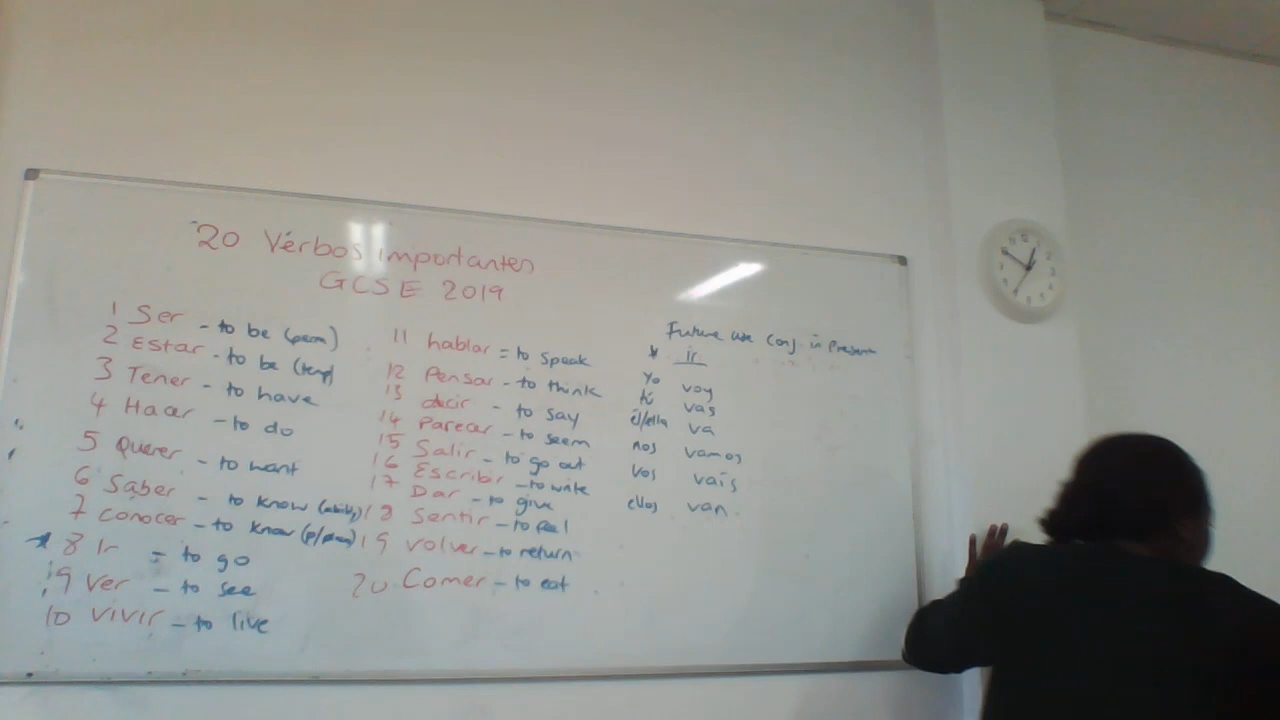 20 Vérbos importantes
GCSE 2019
1 Ser - to be (perm)
2 Estar - to be (temp)
3 Tener - to have
4 Hacer - to do
5 Querer - to want
6 Saber - to know (ability)
7 Conocer - to know (p/place)
* 8 Ir = to go
9 Ver - to see
10 Vivir - to live
11 hablar = to speak
12 Pensar - to think
13 decir - to say
14 Parecer - to seem
15 Salir - to go out
16 Escribir - to write
17 Dar - to give
18 Sentir - to feel
19 Volver - to return
20 Comer - to eat
Future use conj in Present
* ir
Yo voy
tú vas
él/ella va
nos vamos
vos vais
ellos van